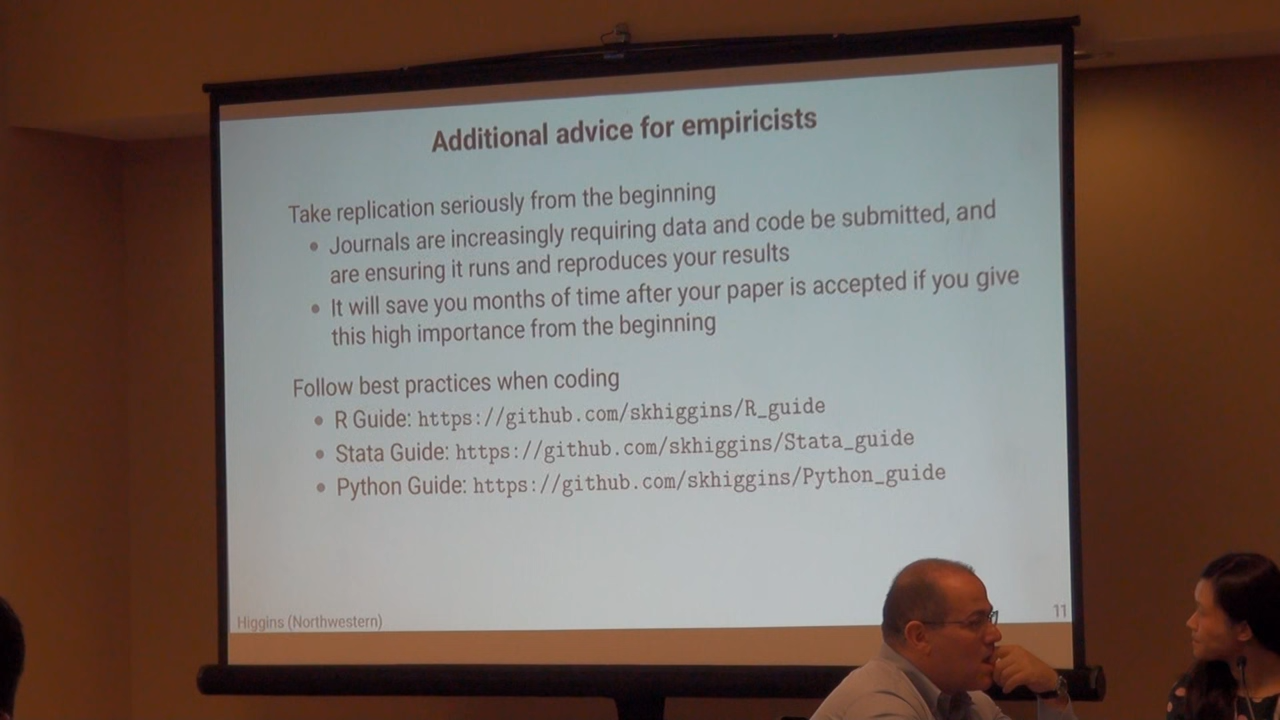 Additional advice for empiricists
Take replication seriously from the beginning
• Journals are increasingly requiring data and code be submitted, and
are ensuring it runs and reproduces your results
• It will save you months of time after your paper is accepted if you give
this high importance from the beginning
Follow best practices when coding
• R Guide: https://github.com/skhiggins/R_guide
• Stata Guide: https://github.com/skhiggins/Stata_guide
• Python Guide: https://github.com/skhiggins/Python_guide
Higgins (Northwestern)
11